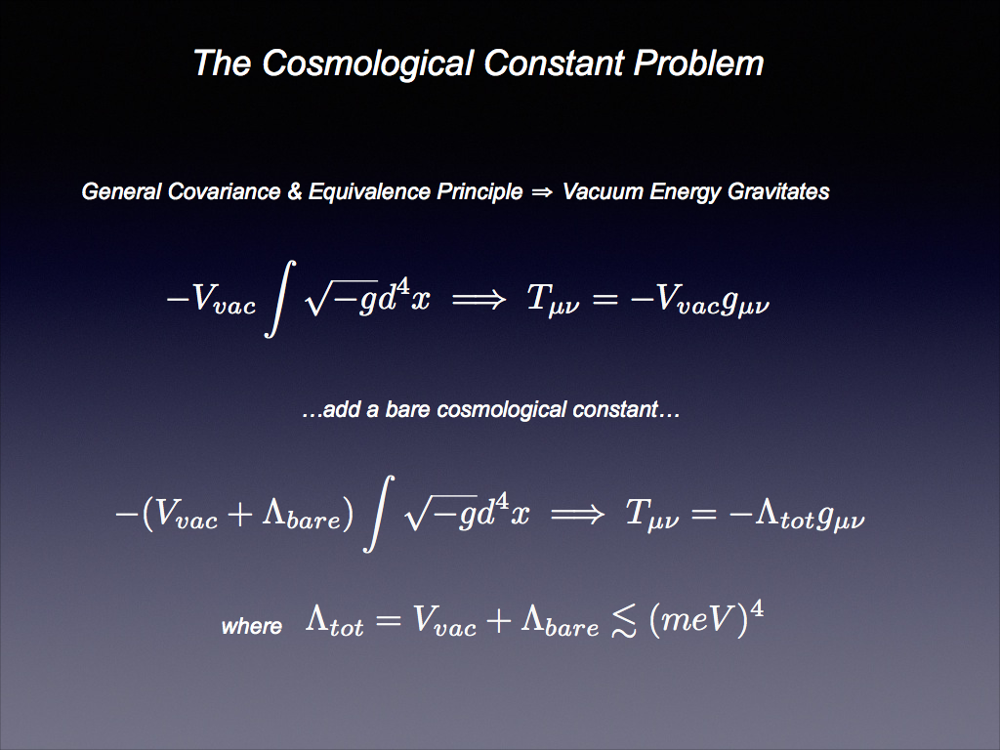 The Cosmological Constant Problem
General Covariance & Equivalence Principle ⇒ Vacuum Energy Gravitates
$-V_{vac} \int \sqrt{-g} d^4x \implies T_{\mu\nu} = -V_{vac} g_{\mu\nu}$
…add a bare cosmological constant…
$-(V_{vac} + \Lambda_{bare}) \int \sqrt{-g} d^4x \implies T_{\mu\nu} = -\Lambda_{tot} g_{\mu\nu}$
where $\Lambda_{tot} = V_{vac} + \Lambda_{bare} \lesssim (meV)^4$